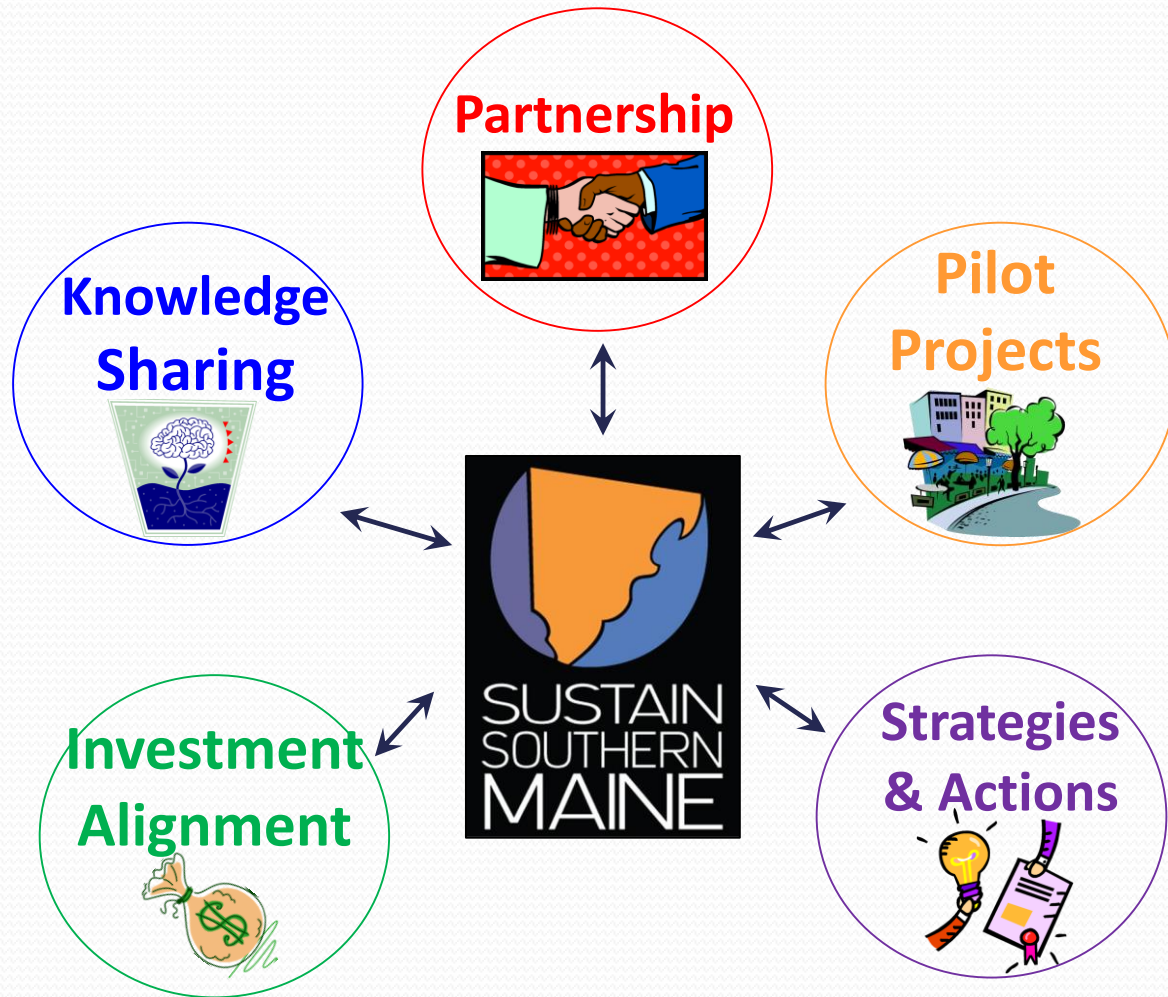 Partnership
Knowledge
Sharing
Pilot
Projects
SUSTAIN
SOUTHERN
MAINE
Investment
Alignment
$
Strategies
& Actions